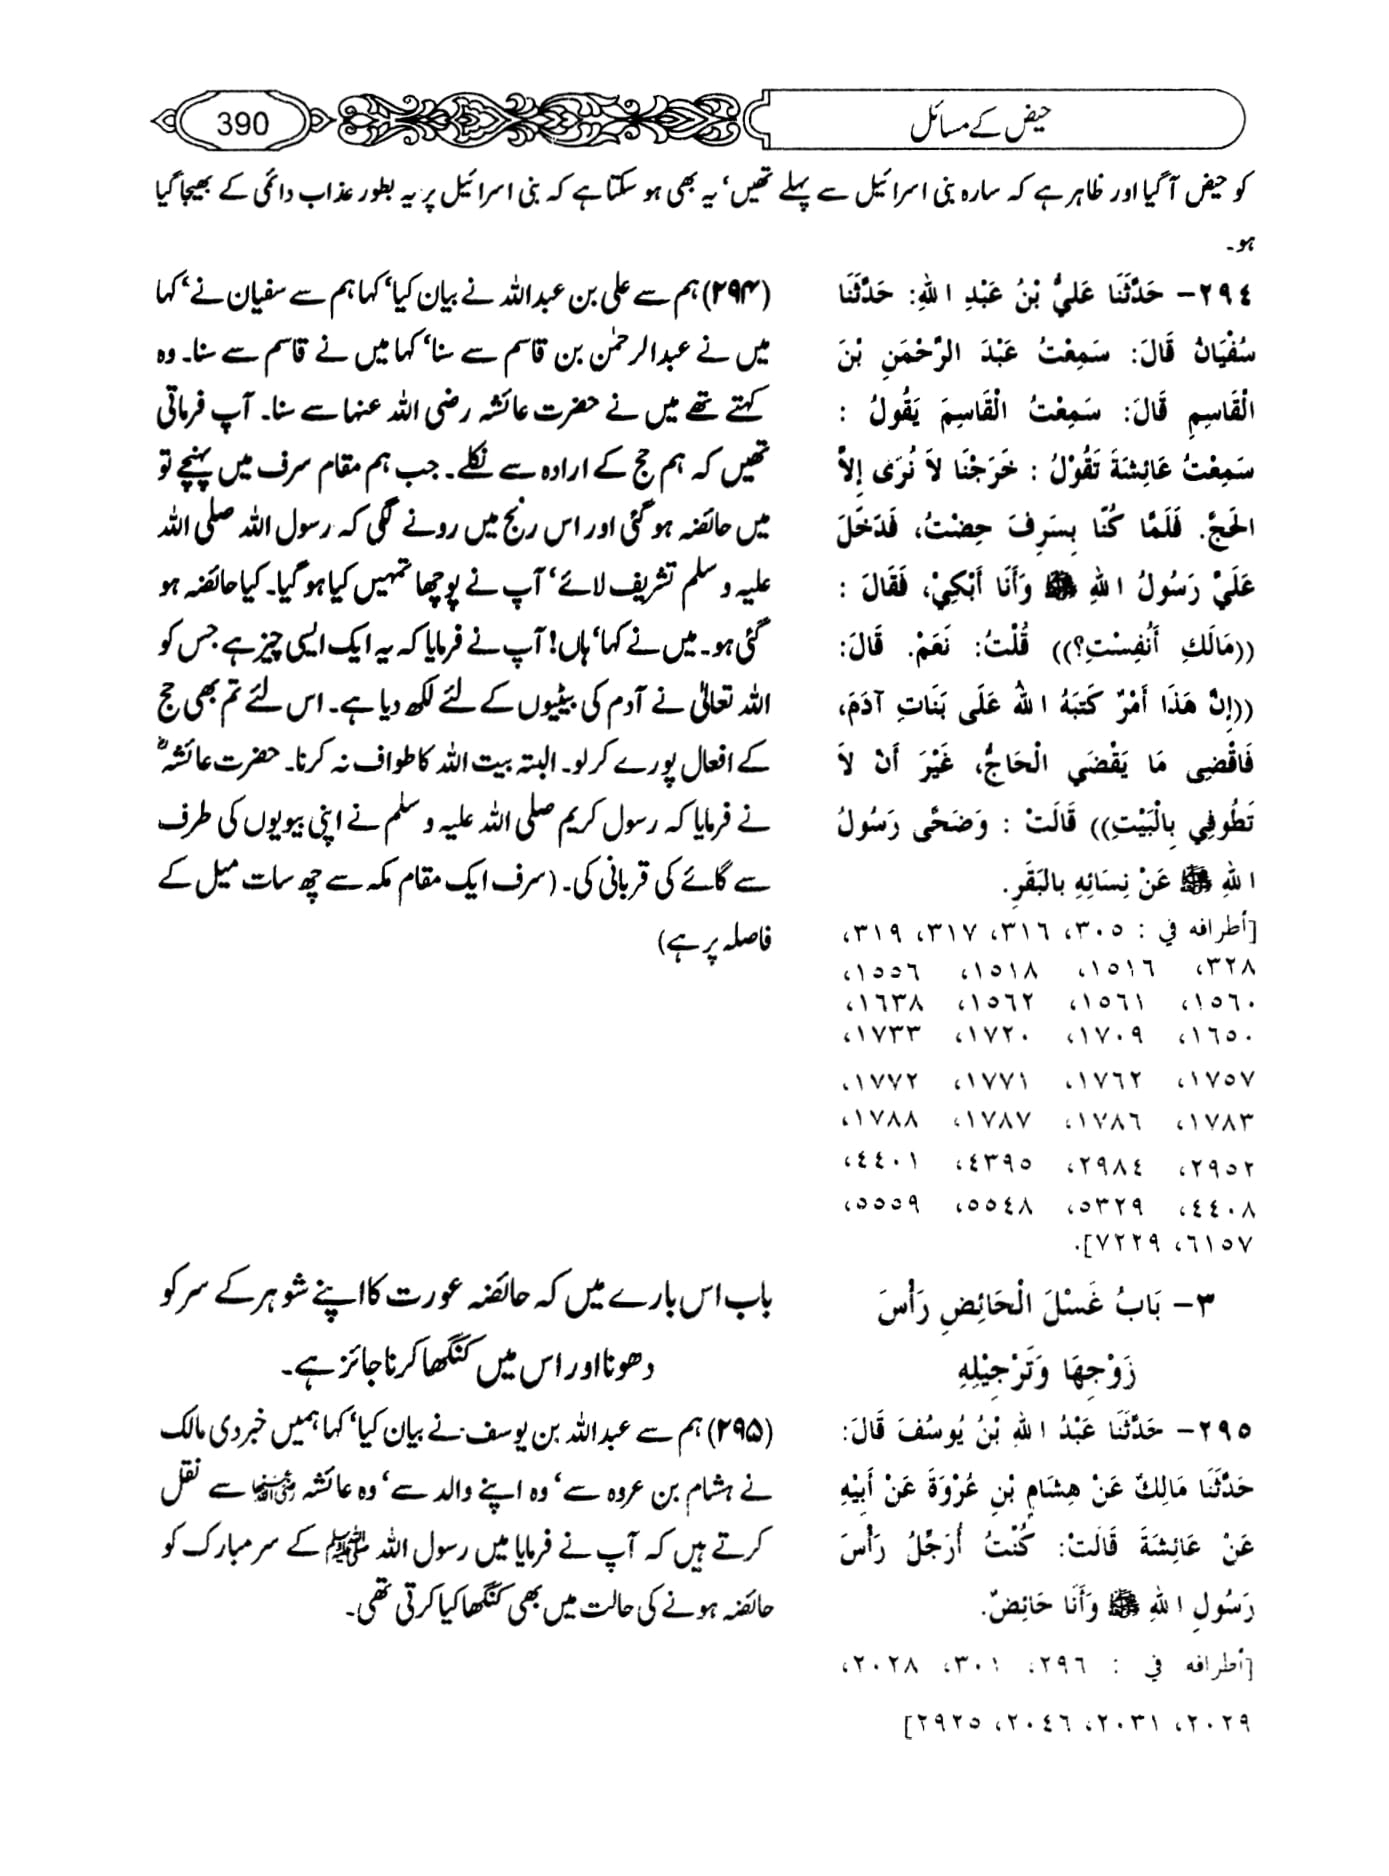 حیض کے مسائل
390
کو حیض آگیا اور ظاہر ہے کہ سارہ بنی اسرائیل سے پہلے تھیں‘ یہ بھی ہو سکتا ہے کہ بنی اسرائیل پر یہ بطور عذاب دائمی کے بھیجا گیا
ہو۔
٢٩٤- حَدَّثَنَا عَلِيُّ بْنُ عَبْدِ اللهِ: حَدَّثَنَا
سُفْيَانُ قَالَ: سَمِعْتُ عَبْدَ الرَّحْمَنِ بْنَ
الْقَاسِمِ قَالَ: سَمِعْتُ الْقَاسِمَ يَقُولُ :
سَمِعْتُ عَائِشَةَ تَقُوْلُ : خَرَجْنَا لاَ نُرَى إِلاَّ
الحَجَّ. فَلَمَّا كُنَّا بِسَرِفَ حِضْتُ، فَدَخَلَ
عَلَيَّ رَسُولُ اللهِ ﷺ وَأَنَا أَبْكِيْ، فَقَالَ :
((مَالَكِ أَنُفِسْتِ؟)) قُلْتُ: نَعَمْ. قَالَ:
((إِنَّ هَذَا أَمْرٌ كَتَبَهُ اللهُ عَلَى بَنَاتِ آدَمَ،
فَاقْضِى مَا يَقْضَي الْحَاجُّ، غَيْرَ أَنْ لاَ
تَطُوفِي بِالْبَيْتِ)) قَالَتْ : وَضَحَّى رَسُولُ
اللهِ ﷺ عَنْ نِسَائِهِ بالبَقَرِ.
[أطرافه في : ٣٠٥، ٣١٦، ٣١٧، ٣١٩،
٣٢٨، ١٥١٦، ١٥١٨، ١٥٥٦،
١٥٦٠، ١٥٦١، ١٥٦٢، ١٦٣٨،
١٦٥٠، ١٧٠٩، ١٧٢٠، ١٧٣٣،
١٧٥٧، ١٧٦٢، ١٧٧١، ١٧٧٢،
١٧٨٣، ١٧٨٦، ١٧٨٧، ١٧٨٨،
٢٩٥٢، ٢٩٨٤، ٤٣٩٥، ٤٤٠١،
٤٤٠٨، ٥٣٢٩، ٥٥٤٨، ٥٥٥٩،
٦١٥٧، ٧٢٢٩].
(۲۹۴) ہم سے علی بن عبداللہ نے بیان کیا‘ کہا ہم سے سفیان نے‘ کہا
میں نے عبدالرحمٰن بن قاسم سے سنا‘ کہا میں نے قاسم سے سنا۔ وہ
کہتے تھے میں نے حضرت عائشہ رضی اللہ عنہا سے سنا۔ آپ فرماتی
تھیں کہ ہم حج کے ارادہ سے نکلے۔ جب ہم مقام سرف میں پہنچے تو
میں حائضہ ہو گئی اور اس رنج میں رونے لگی کہ رسول اللہ صلی اللہ
علیہ و سلم تشریف لائے‘ آپ نے پوچھا تمہیں کیا ہو گیا۔ کیا حائضہ ہو
گئی ہو۔ میں نے کہا‘ ہاں! آپ نے فرمایا کہ یہ ایک ایسی چیز ہے جس کو
اللہ تعالیٰ نے آدم کی بیٹیوں کے لئے لکھ دیا ہے۔ اس لئے تم بھی حج
کے افعال پورے کر لو۔ البتہ بیت اللہ کا طواف نہ کرنا۔ حضرت عائشہؓ
نے فرمایا کہ رسول کریم صلی اللہ علیہ و سلم نے اپنی بیویوں کی طرف
سے گائے کی قربانی کی۔ (سرف ایک مقام مکہ سے چھ سات میل کے
فاصلہ پر ہے)
٣- بَابُ غَسْلَ الْحَائِضِ رَأْسَ
زَوْجِهَا وَتَرْجِيْلِهِ
باب اس بارے میں کہ حائضہ عورت کا اپنے شوہر کے سر کو
دھونا اور اس میں کنگھا کرنا جائز ہے۔
٢٩٥- حَدَّثَنَا عَبْدُ اللهِ بْنُ يُوسُفَ قَالَ:
حَدَّثَنَا مَالِكٌ عَنْ هِشَامِ بْنِ عُرْوَةَ عَنْ أَبِيْهِ
عَنْ عَائِشَةَ قَالَتْ: كُنْتُ أُرَجِّلُ رَأْسَ
رَسُولِ اللهِ ﷺ وَأَنَا حَائِضٌ.
[أطرافه في : ٢٩٦، ٣٠١، ٢٠٢٨،
٢٠٢٩، ٢٠٣١، ٢٠٤٦، ٢٩٢٥]
(۲۹۵) ہم سے عبداللہ بن یوسف نے بیان کیا‘ کہا ہمیں خبر دی مالک
نے ہشام بن عروہ سے‘ وہ اپنے والد سے‘ وہ عائشہ رضی اللہ عنہا سے نقل
کرتے ہیں کہ آپ نے فرمایا میں رسول اللہ ﷺ کے سر مبارک کو
حائضہ ہونے کی حالت میں بھی کنگھا کیا کرتی تھی۔